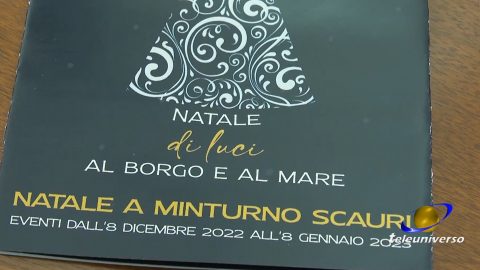 NATALE
di luci
AL BORGO E AL MARE
NATALE A MINTURNO SCAURI
EVENTI DALL'8 DICEMBRE 2022 ALL'8 GENNAIO 2023
teleuniverso